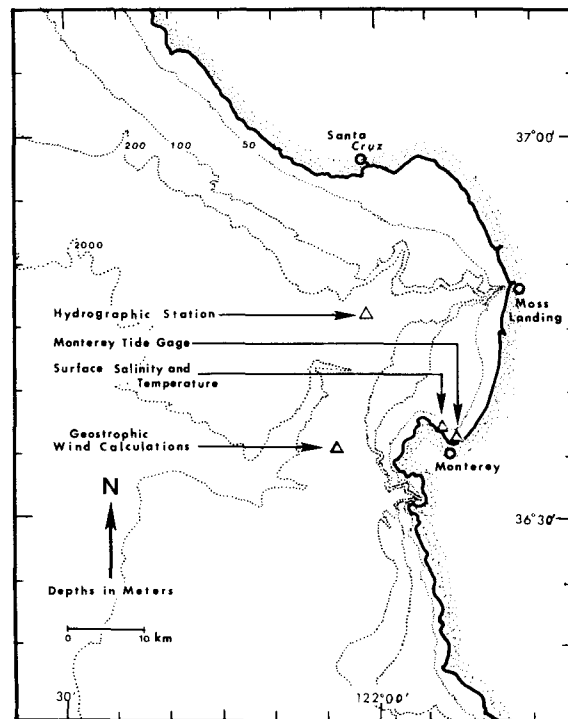 Santa
Cruz
37°00'
200
100
50
2000
Moss
Landing
Hydrographic Station
Monterey Tide Gage
Surface Salinity and
Temperature
Geostrophic
Wind Calculations
Monterey
N
36°30'
Depths in Meters
0 10 km
30'
122°00'